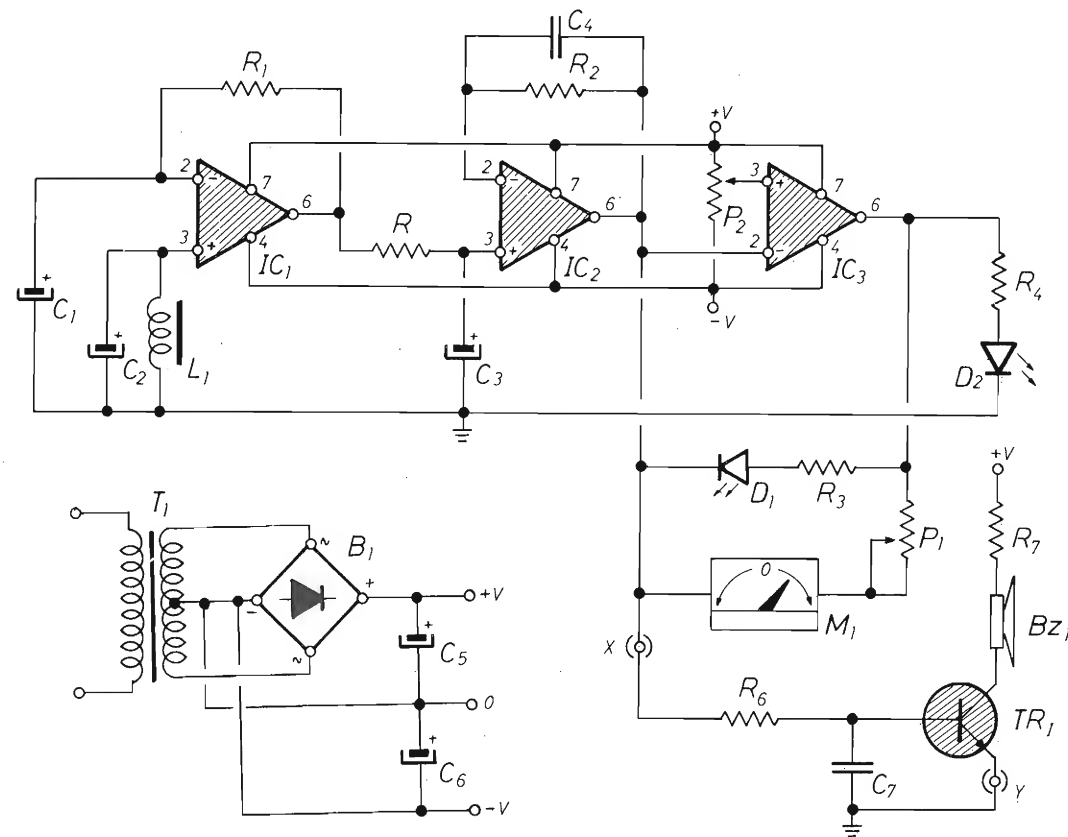 C4
R1
R2
+V
2 - 7 6
3 + 4
IC1
R
2 - 7 6
3 + 4
IC2
P2
3 + 7 6
2 - 4
IC3
-V
+
C1
+
C2
L1
+
C3
R4
D2
+V
D1
R3
P1
R7
0
M1
Bz1
X
R6
TR1
C7
Y
T1
~
B1
- +
~
+V
+
C5
0
+
C6
-V